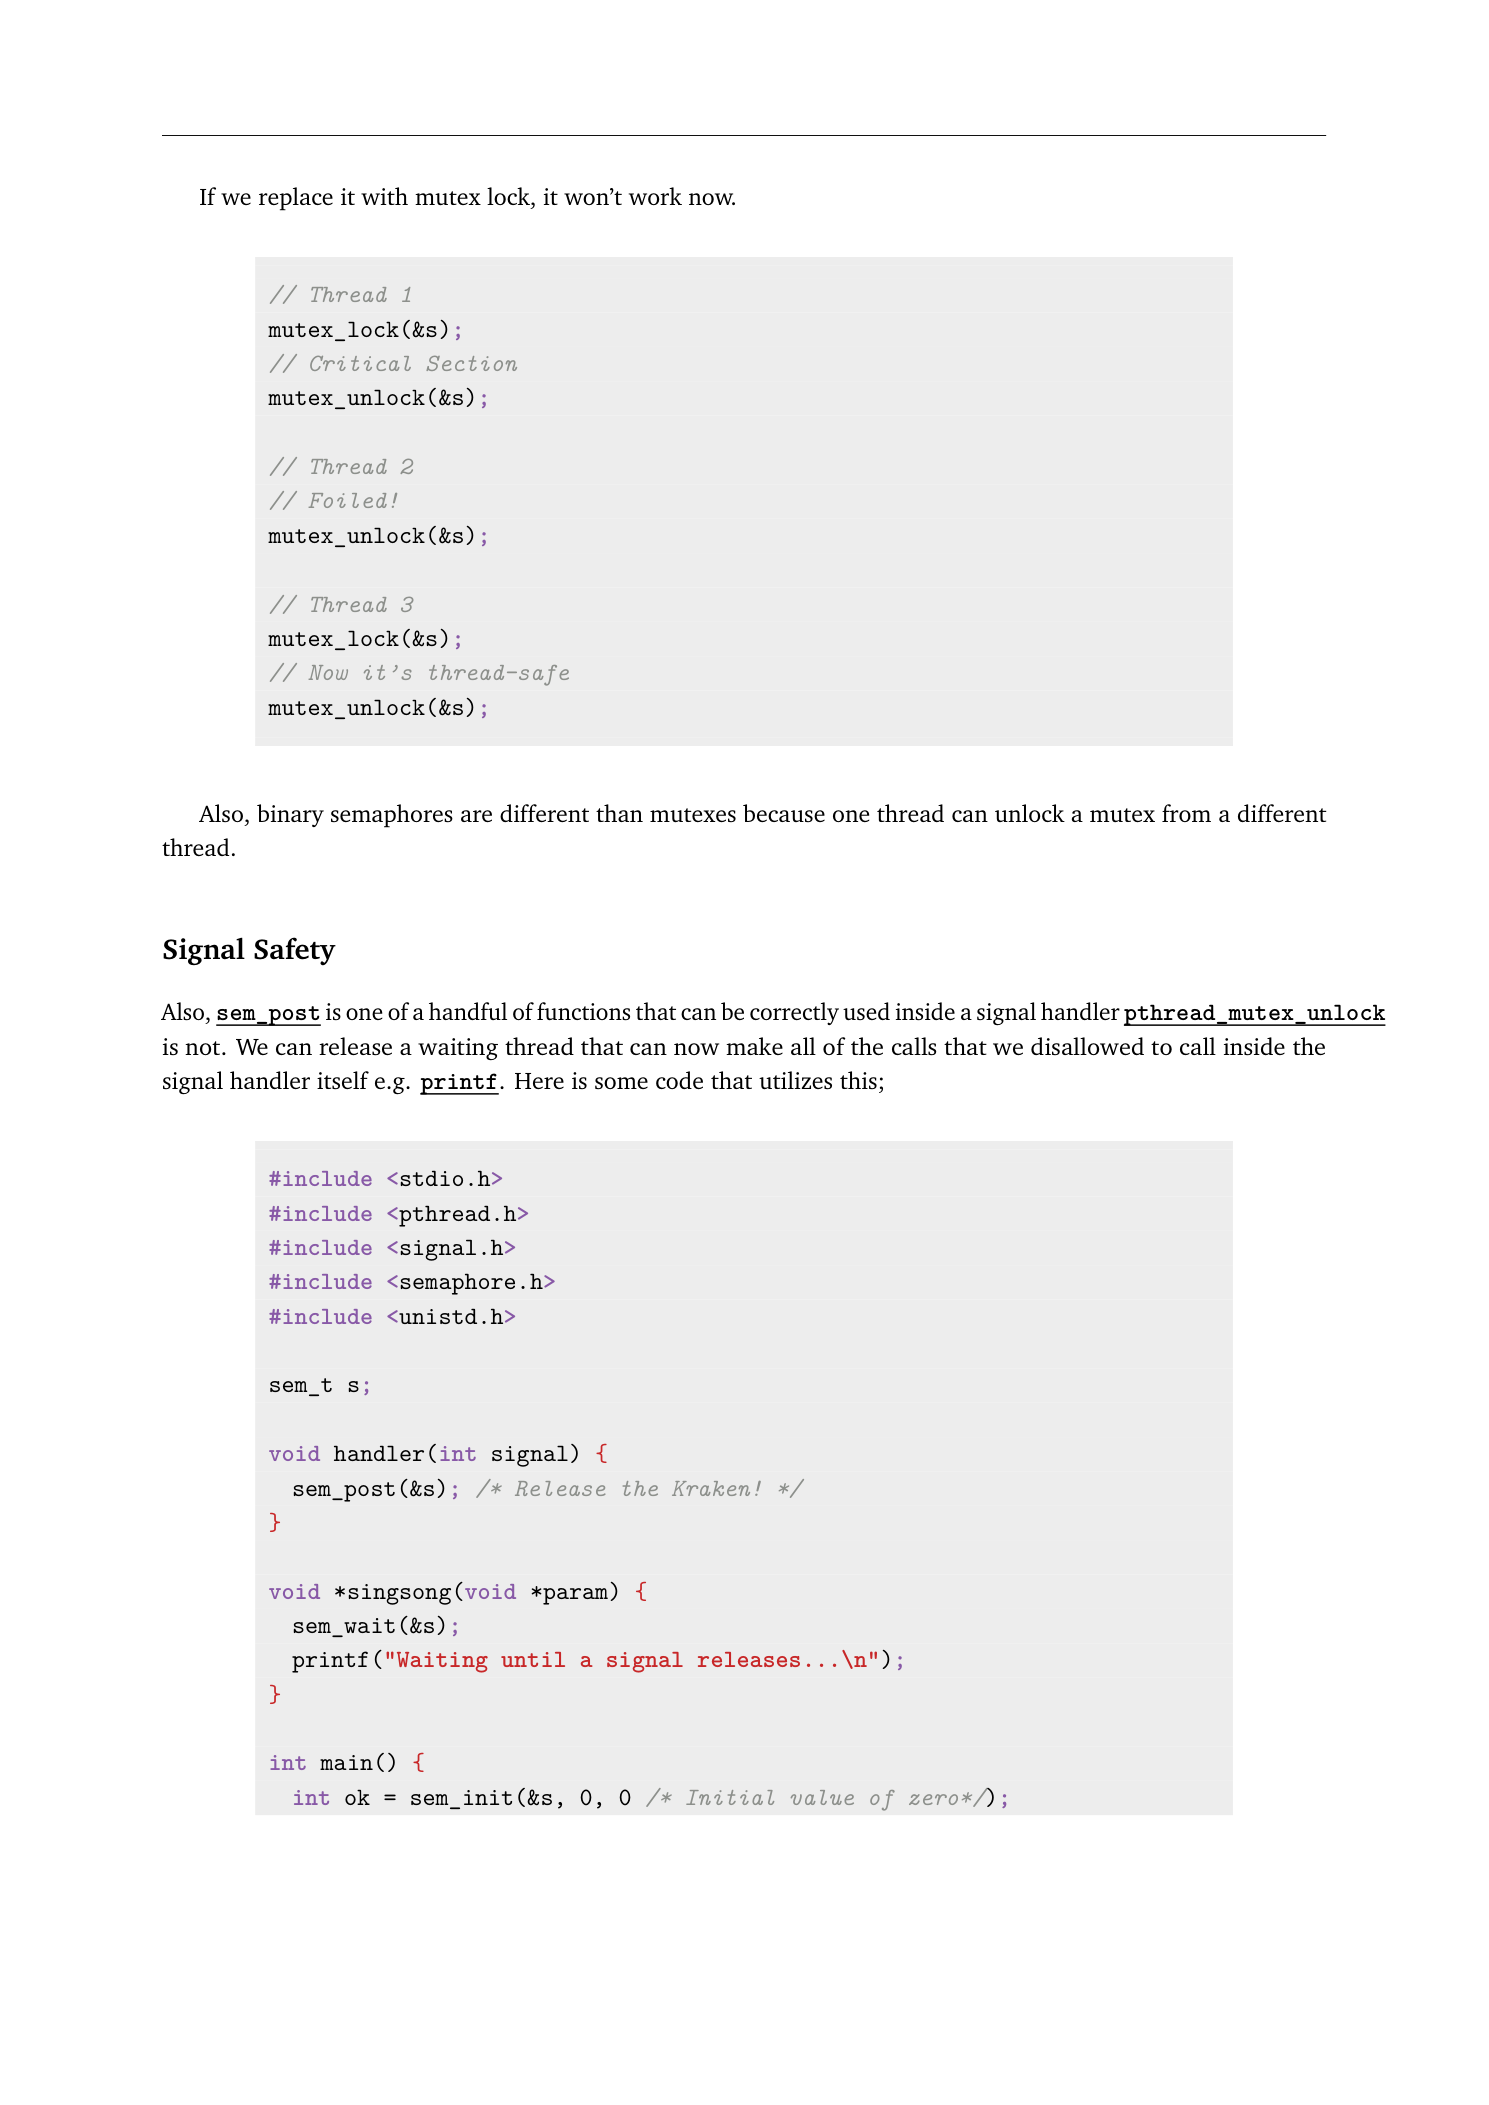 If we replace it with mutex lock, it won’t work now.
// Thread 1
mutex_lock(&s);
// Critical Section
mutex_unlock(&s);
// Thread 2
// Foiled!
mutex_unlock(&s);
// Thread 3
mutex_lock(&s);
// Now it’s thread-safe
mutex_unlock(&s);
Also, binary semaphores are different than mutexes because one thread can unlock a mutex from a different
thread.
Signal Safety
Also, sem_post is one of a handful of functions that can be correctly used inside a signal handler pthread_mutex_unlock
is not. We can release a waiting thread that can now make all of the calls that we disallowed to call inside the
signal handler itself e.g. printf. Here is some code that utilizes this;
#include <stdio.h>
#include <pthread.h>
#include <signal.h>
#include <semaphore.h>
#include <unistd.h>
sem_t s;
void handler(int signal) {
  sem_post(&s); /* Release the Kraken! */
}
void *singsong(void *param) {
  sem_wait(&s);
  printf("Waiting until a signal releases...\n");
}
int main() {
  int ok = sem_init(&s, 0, 0 /* Initial value of zero*/);